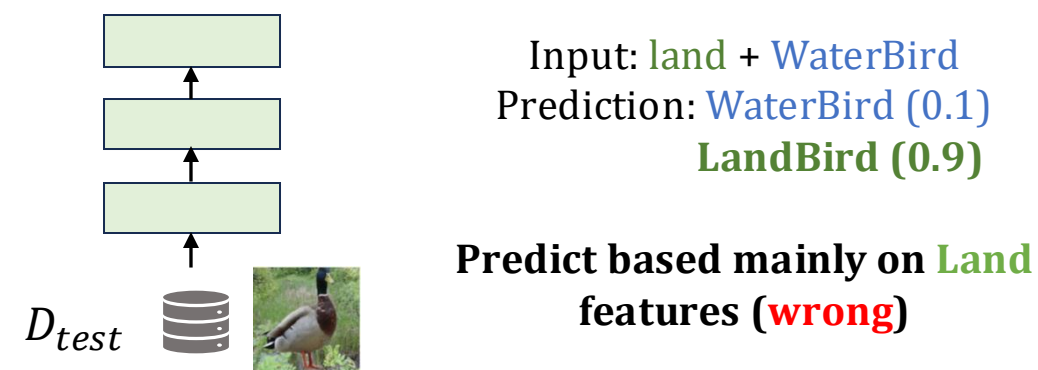 Input: land + WaterBird
Prediction: WaterBird (0.1)
LandBird (0.9)
Predict based mainly on Land
features (wrong)
D_test